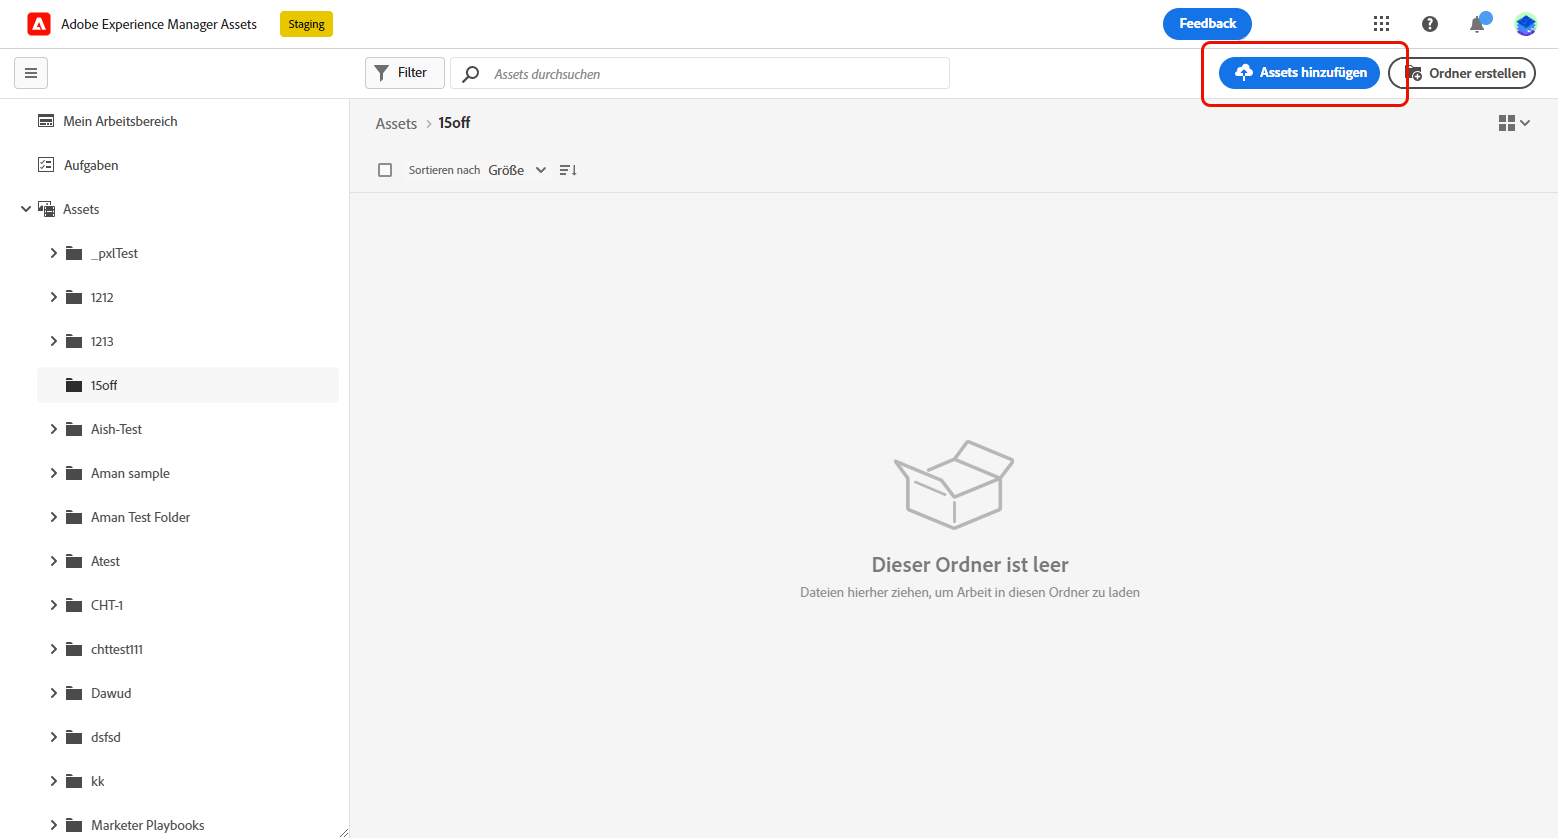 Adobe Experience Manager Assets
Staging
Feedback
Filter
Assets durchsuchen
Assets hinzufügen
Ordner erstellen
Mein Arbeitsbereich
Aufgaben
Assets
_pxlTest
1212
1213
15off
Aish-Test
Aman sample
Aman Test Folder
Atest
CHT-1
chttest111
Dawud
dsfsd
kk
Marketer Playbooks
Assets > 15off
Sortieren nach Größe
Dieser Ordner ist leer
Dateien hierher ziehen, um Arbeit in diesen Ordner zu laden